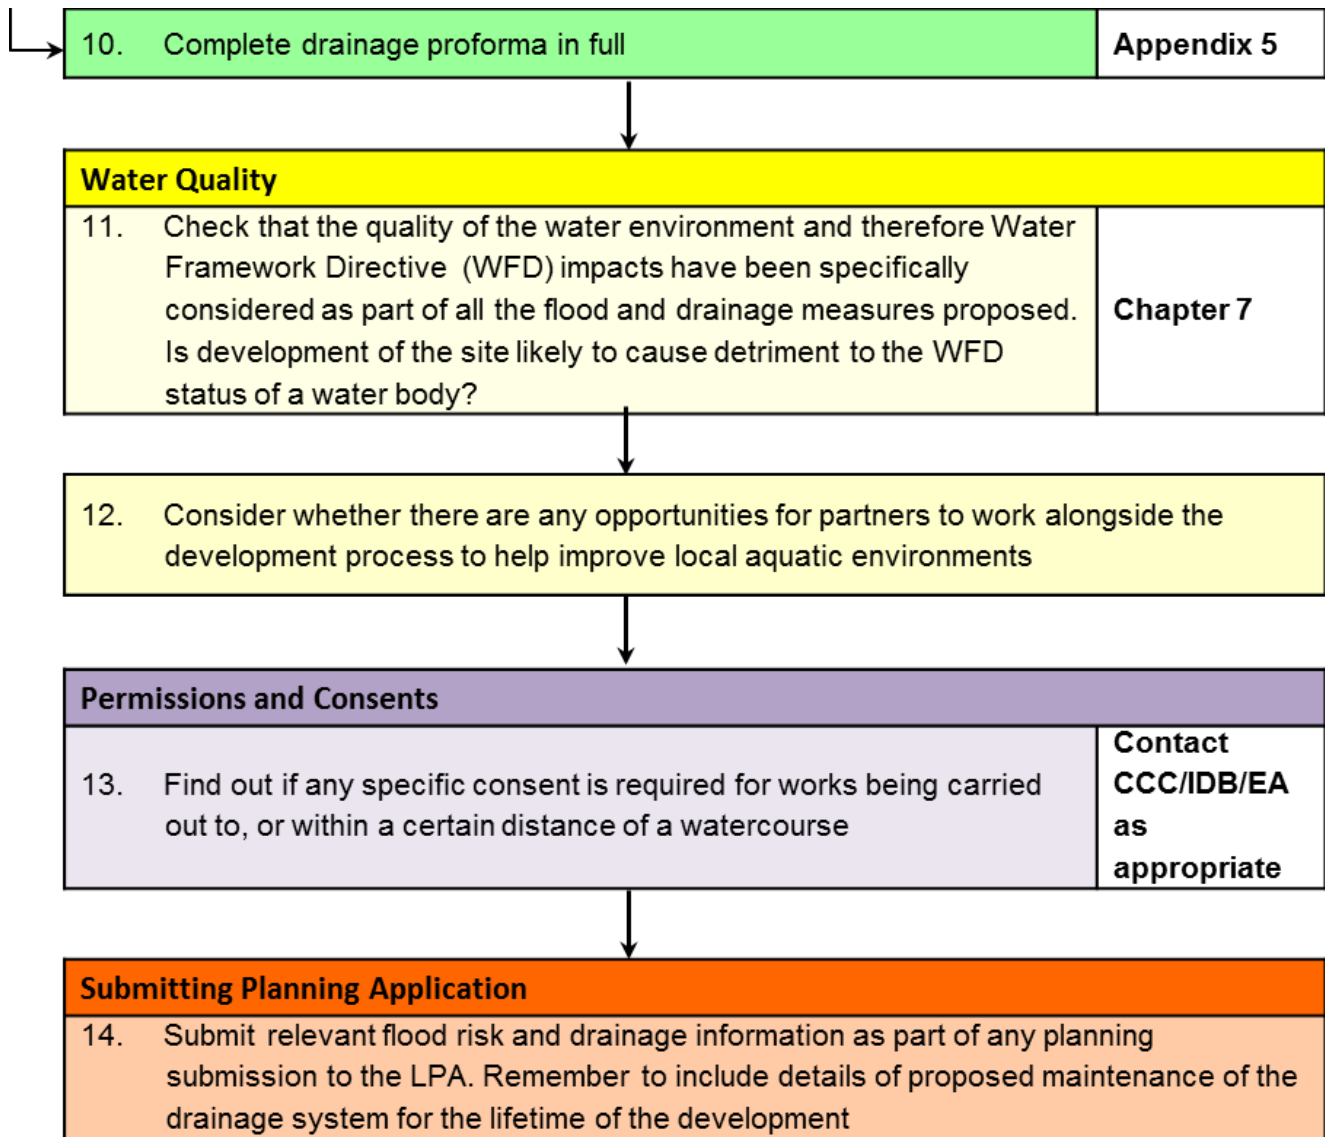 10. Complete drainage proforma in full
Appendix 5
Water Quality
11. Check that the quality of the water environment and therefore Water
Framework Directive (WFD) impacts have been specifically
considered as part of all the flood and drainage measures proposed.
Is development of the site likely to cause detriment to the WFD
status of a water body?
Chapter 7
12. Consider whether there are any opportunities for partners to work alongside the
development process to help improve local aquatic environments
Permissions and Consents
13. Find out if any specific consent is required for works being carried
out to, or within a certain distance of a watercourse
Contact
CCC/IDB/EA
as
appropriate
Submitting Planning Application
14. Submit relevant flood risk and drainage information as part of any planning
submission to the LPA. Remember to include details of proposed maintenance of the
drainage system for the lifetime of the development